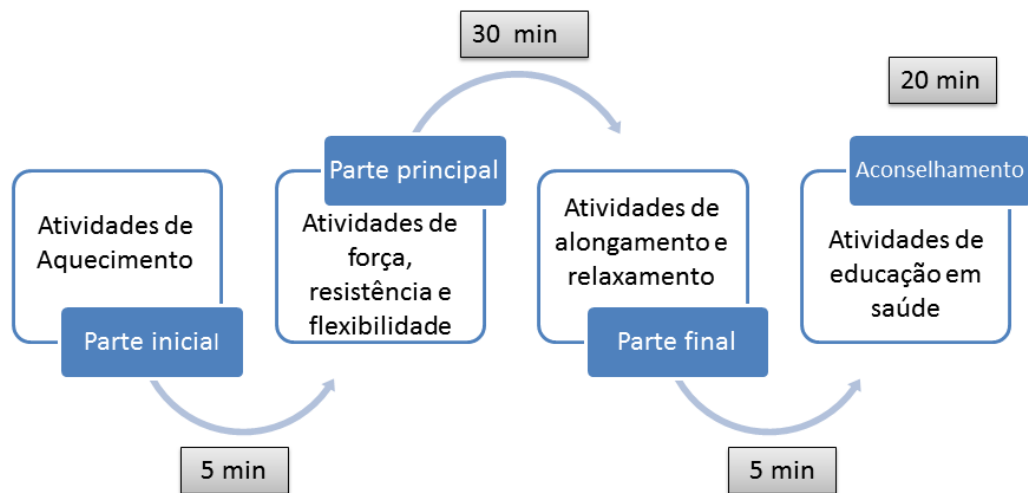 30 min
20 min
Parte principal
Aconselhamento
Atividades de
Aquecimento
Parte inicial
Atividades de
força,
resistência e
flexibilidade
Atividades de
alongamento e
relaxamento
Parte final
Atividades de
educação em
saúde
5 min
5 min